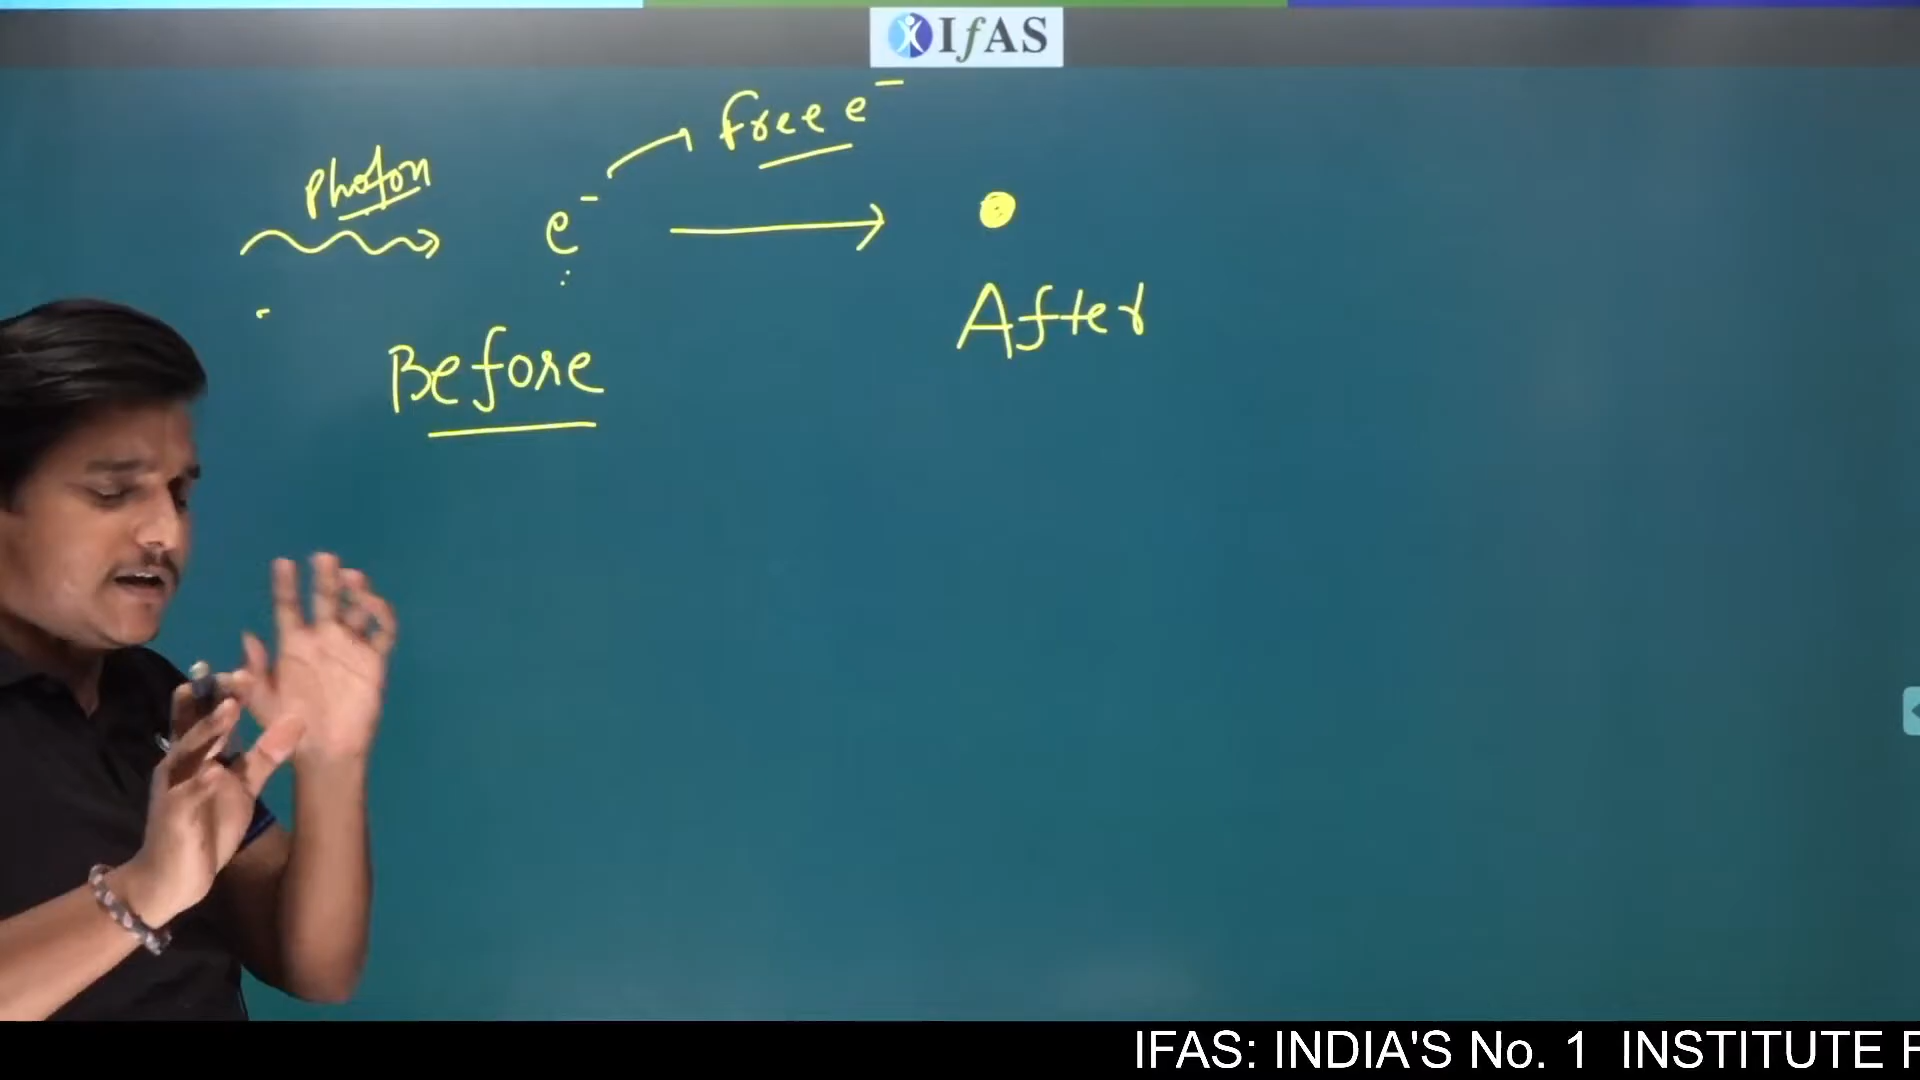 IfAS
free e⁻
Photon
e⁻
After
Before
IFAS: INDIA'S No. 1 INSTITUTE F